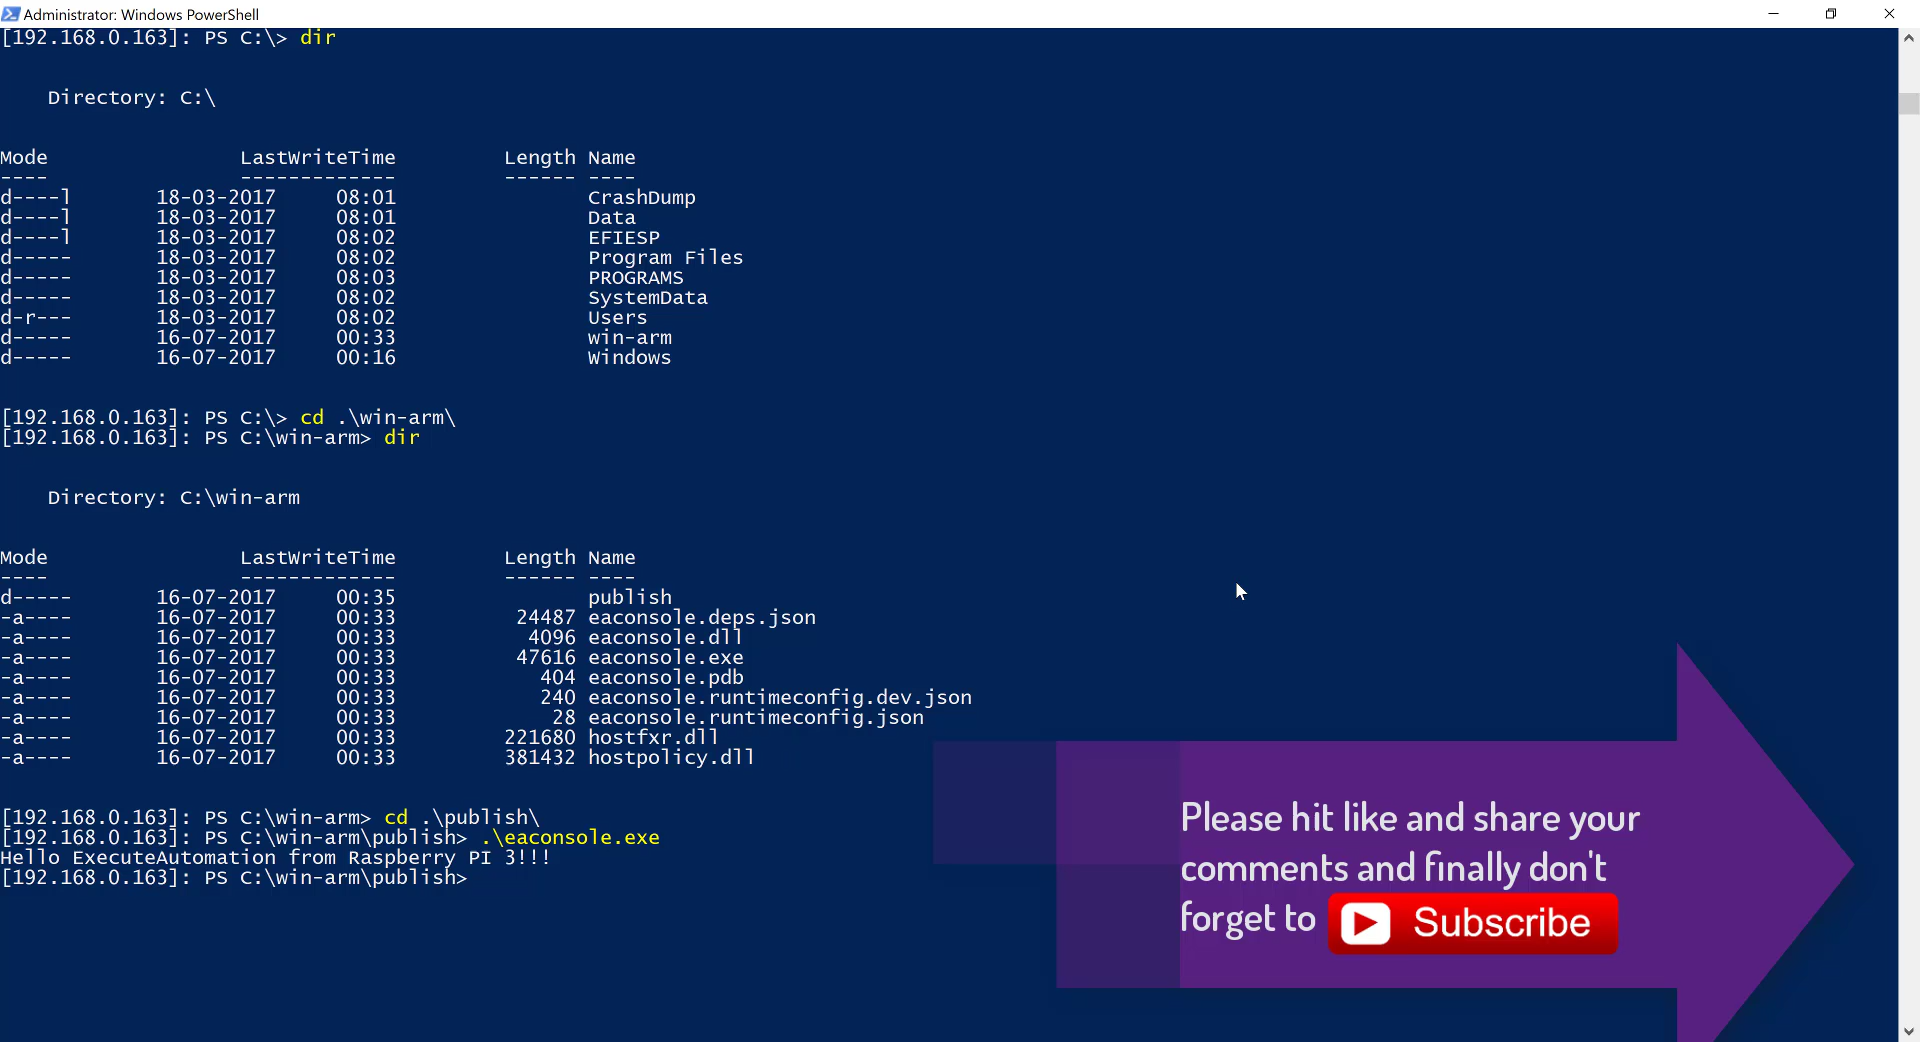 Administrator: Windows PowerShell
[192.168.0.163]: PS C:\> dir
Directory: C:\
Mode LastWriteTime Length Name
---- ------------- ------ ----
d----l 18-03-2017 08:01 CrashDump
d----l 18-03-2017 08:01 Data
d----l 18-03-2017 08:02 EFIESP
d----- 18-03-2017 08:02 Program Files
d----- 18-03-2017 08:03 PROGRAMS
d----- 18-03-2017 08:02 SystemData
d-r--- 18-03-2017 08:02 Users
d----- 16-07-2017 00:33 win-arm
d----- 16-07-2017 00:16 Windows
[192.168.0.163]: PS C:\> cd .\win-arm\
[192.168.0.163]: PS C:\win-arm> dir
Directory: C:\win-arm
Mode LastWriteTime Length Name
---- ------------- ------ ----
d----- 16-07-2017 00:35 publish
-a---- 16-07-2017 00:33 24487 eaconsole.deps.json
-a---- 16-07-2017 00:33 4096 eaconsole.dll
-a---- 16-07-2017 00:33 47616 eaconsole.exe
-a---- 16-07-2017 00:33 404 eaconsole.pdb
-a---- 16-07-2017 00:33 240 eaconsole.runtimeconfig.dev.json
-a---- 16-07-2017 00:33 28 eaconsole.runtimeconfig.json
-a---- 16-07-2017 00:33 221680 hostfxr.dll
-a---- 16-07-2017 00:33 381432 hostpolicy.dll
[192.168.0.163]: PS C:\win-arm> cd .\publish\
[192.168.0.163]: PS C:\win-arm\publish> .\eaconsole.exe
Hello ExecuteAutomation from Raspberry PI 3!!!
[192.168.0.163]: PS C:\win-arm\publish>
Please hit like and share your
comments and finally don't
forget to Subscribe